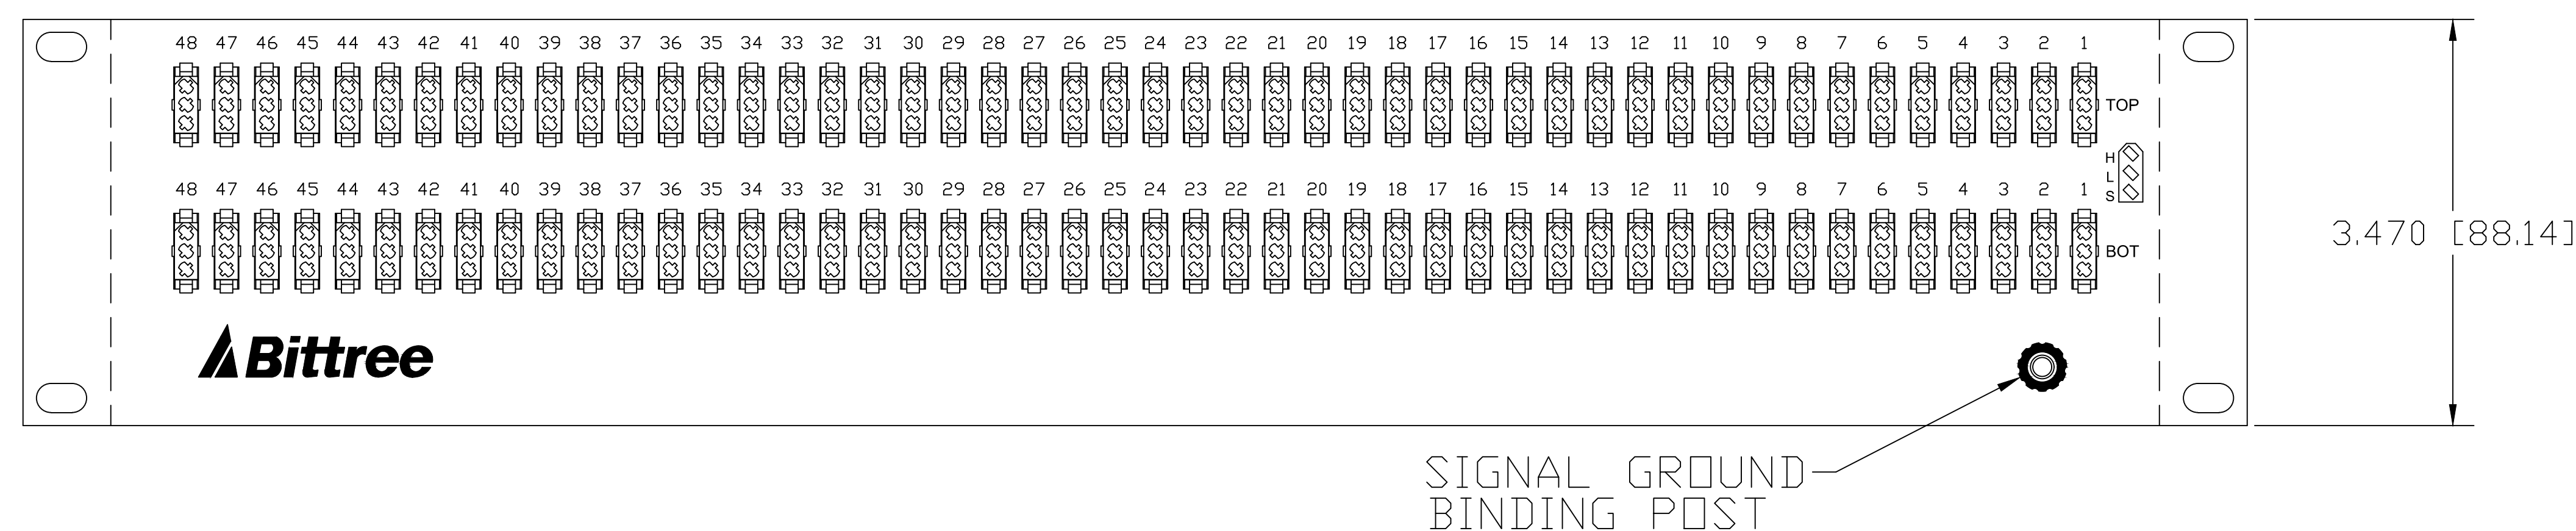 48 47 46 45 44 43 42 41 40 39 38 37 36 35 34 33 32 31 30 29 28 27 26 25 24 23 22 21 20 19 18 17 16 15 14 13 12 11 10 9 8 7 6 5 4 3 2 1
TOP
H
L
S
48 47 46 45 44 43 42 41 40 39 38 37 36 35 34 33 32 31 30 29 28 27 26 25 24 23 22 21 20 19 18 17 16 15 14 13 12 11 10 9 8 7 6 5 4 3 2 1
BOT
3.470 [88.14]
Bittree
SIGNAL GROUND
BINDING POST